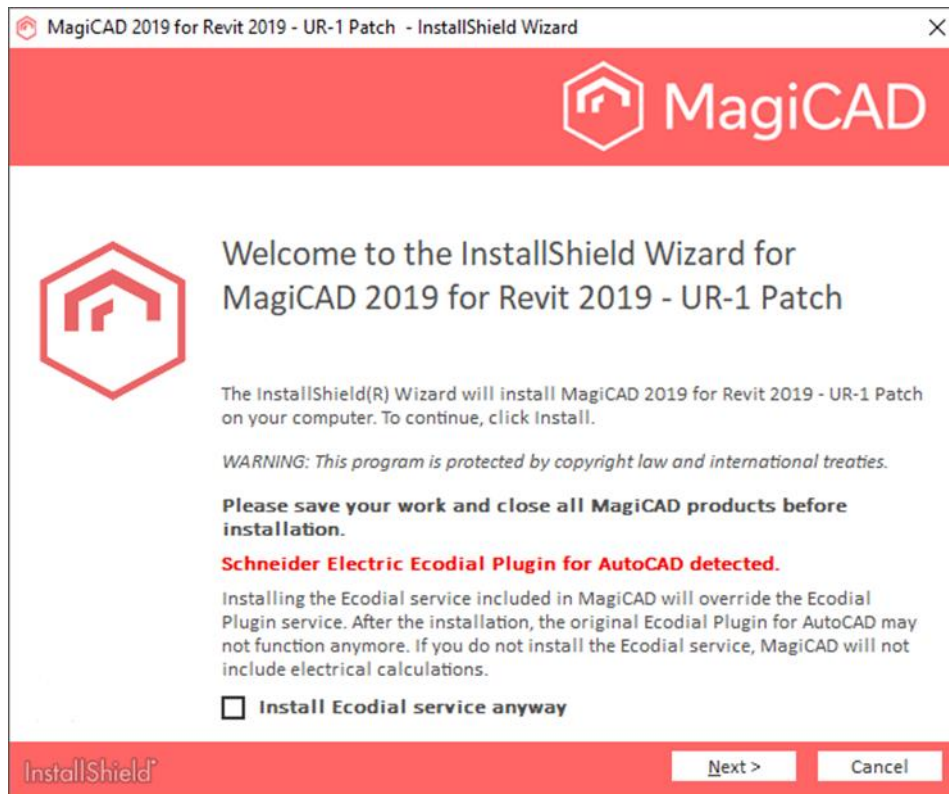 MagiCAD 2019 for Revit 2019 - UR-1 Patch - InstallShield Wizard
MagiCAD
Welcome to the InstallShield Wizard for
MagiCAD 2019 for Revit 2019 - UR-1 Patch
The InstallShield(R) Wizard will install MagiCAD 2019 for Revit 2019 - UR-1 Patch
on your computer. To continue, click Install.
WARNING: This program is protected by copyright law and international treaties.
Please save your work and close all MagiCAD products before
installation.
Schneider Electric Ecodial Plugin for AutoCAD detected.
Installing the Ecodial service included in MagiCAD will override the Ecodial
Plugin service. After the installation, the original Ecodial Plugin for AutoCAD may
not function anymore. If you do not install the Ecodial service, MagiCAD will not
include electrical calculations.
Install Ecodial service anyway
InstallShield
Next >
Cancel